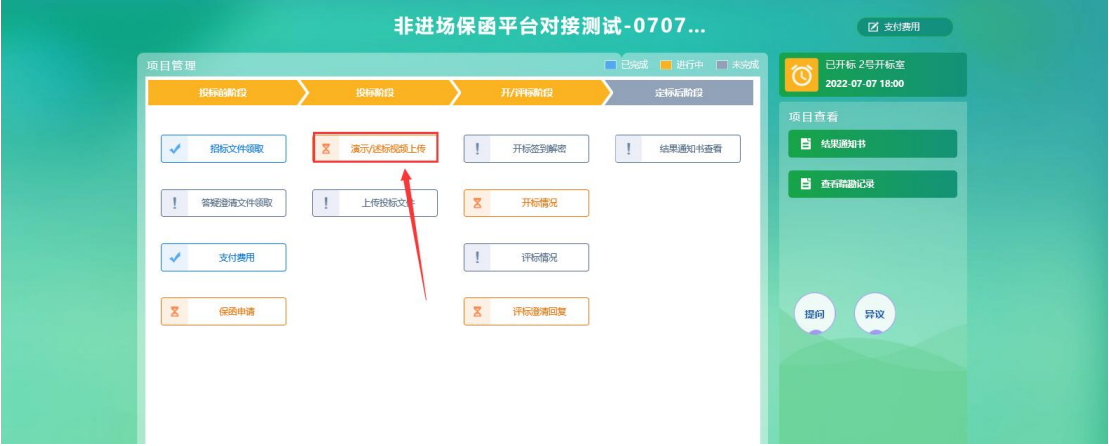 非进场保函平台对接测试-0707...
支付费用
项目管理
已完成 进行中 未完成
投标前阶段 投标阶段 开/评标阶段 定标后阶段
招标文件领取 演示/述标视频上传 开标签到解密 结果通知书查看
答疑澄清文件领取 上传投标文件 开标情况
支付费用 评标情况
保函申请 评标澄清回复
已开标 2号开标室
2022-07-07 18:00
项目查看
结果通知书
查看踏勘记录
提问 异议